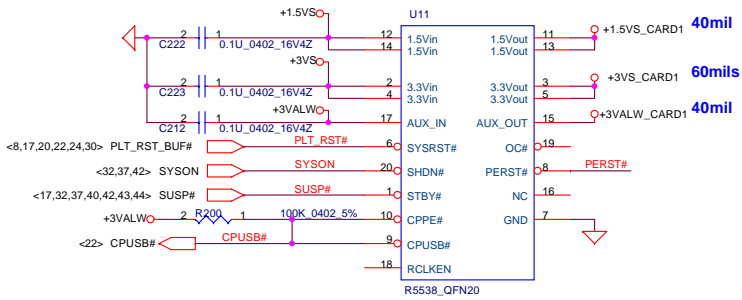 U11
+1.5VS
40mil
C222 2 1 0.1U_0402_16V4Z
12 1.5Vin 1.5Vout 11 +1.5VS_CARD1
14 1.5Vin 1.5Vout 13
+3VS
60mils
C223 2 1 0.1U_0402_16V4Z
2 3.3Vin 3.3Vout 3 +3VS_CARD1
4 3.3Vin 3.3Vout 5
+3VALW
40mil
C212 2 1 0.1U_0402_16V4Z
17 AUX_IN AUX_OUT 15 +3VALW_CARD1
<8,17,20,22,24,30> PLT_RST_BUF# PLT_RST# 6 SYSRST# OC# 19
<32,37,42> SYSON SYSON 20 SHDN# PERST# 8 PERST#
<17,32,37,40,42,43,44> SUSP# SUSP# 1 STBY# NC 16
+3VALW 2 R200 1 100K_0402_5% 10 CPPE# GND 7
<22> CPUSB# CPUSB# 9 CPUSB#
18 RCLKEN
R5538_QFN20